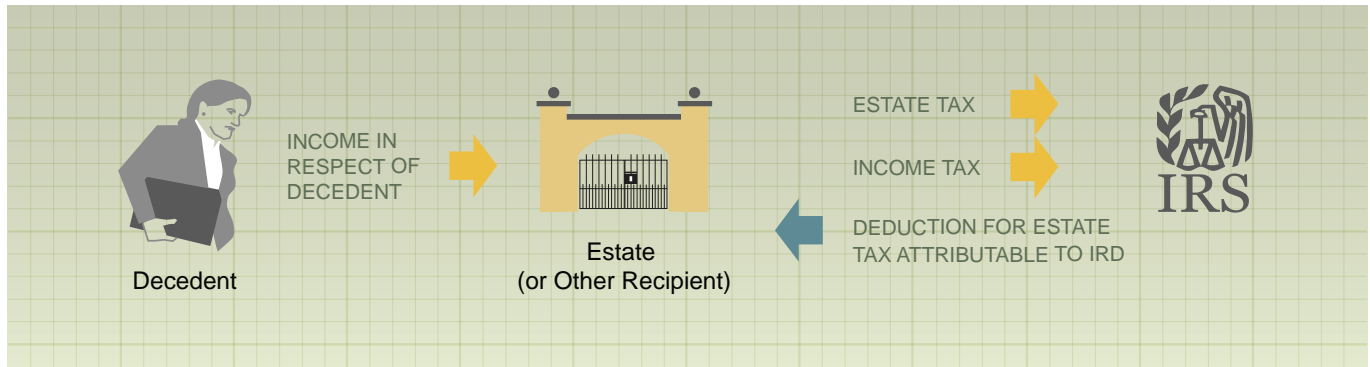 INCOME IN
RESPECT OF
DECEDENT
Decedent
Estate
(or Other Recipient)
ESTATE TAX
INCOME TAX
DEDUCTION FOR ESTATE
TAX ATTRIBUTABLE TO IRD
IRS